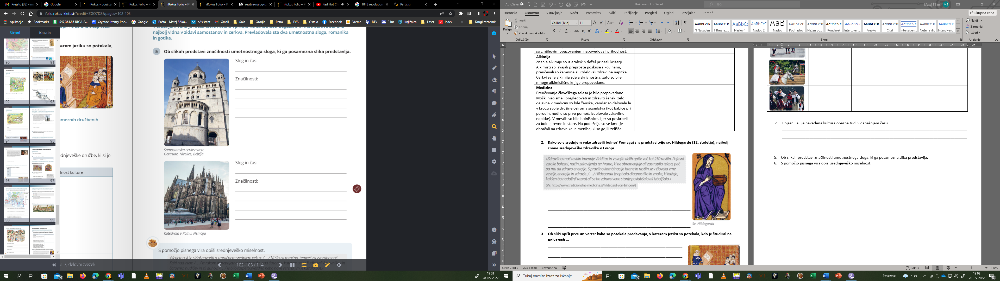 Prejeto (33) - m
Google
iRokus - poučuj
iRokus Folio – P
iRokus Folio – P
iRokus Folio – P
resitve-nalog-iz
iRokus Folio – P
Red Hot Ch
1848 revolution
Partis.si
folio.rokus-klett.si/?credit=ZGO7DZ&pages=102-103
Aplikacije
Bookmarks
$47,361.85 BTC/US...
Cryptocurrency Pric...
Google
Pošta – Matej Šiško...
eAsistent
Gmail
Šola
Orodja
Petra
EVA
Ostalo
Facebook
Vreme
RTV
24ur
Knjižnica
Laser
Index
Drugi zaznamki
Strani
Kazalo
90 91
92 93
94 95
96 97
98 99
terem jeziku so potekala,
ameznih družbenih
ednjeveške družbe, ki si jo
lnost kulture
ST 7, delovni zvezek
najbolj vidna v zidavi samostanov in cerkva. Prevladovala sta dva umetnostna sloga, romanika
in gotika.
5 Ob slikah predstavi značilnosti umetnostnega sloga, ki ga posamezna slika predstavlja.
Slog in čas:
Značilnosti:
Samostanska cerkev svete
Gertrude, Nivelles, Belgija
Slog in čas:
Značilnosti:
Katedrala v Kölnu, Nemčija
S pomočjo pisnega vira opiši srednjeveško miselnost.
»Verjetno si že slišal govoriti o »mračnem srednjem veku«. /…/ Ni šlo za mračno, temveč za zvezdno noč.
102–103 / 114
AutoSave
Dokument1 - Word
Išči
Matej Šiško
MŠ
Datoteka
Osnovno
Vstavljanje
Načrt
Postavitev
Sklici
Pošiljanje
Pregled
Ogled
Razvijalec
Pomoč
Skupna raba
Prilepi
Izreži
Kopiraj
Preslikovalnik oblik
Odložišče
Calibri (Telo)
11
Pisava
Odstavek
¶ Navaden
¶ Brez raz...
Naslov 1
Naslov 2
Naslov
Podnaslov
Nežen po...
Poudarek
Intenziven...
Krepko
Citat
Intenziven...
Nežen sklic
Intenziven...
Slogi
Najdi
Zamenjaj
Izberi
Urejanje
so z njihovim opazovanjem napovedovali prihodnost.
Alkimija
Znanje alkimije so iz arabskih dežel prinesli križarji.
Alkimisti so izvajali preproste poskuse s kovinami,
preučevali so kamnine ali izdelovali zdravilne napitke.
Cerkvi se je alkimija zdela skrivnostna, zato so bile
mnoge alkimistične knjige prepovedane.
Medicina
Preučevanje človeškega telesa je bilo prepovedano.
Moški niso smeli pregledovati in zdraviti žensk. zelo
dejavne v medicini so bile ženske, vendar so delovale le
v krogu svoje družine oziroma sosedstva (kot babice pri
porodih, nudile so prvo pomoč, izdelovale zdravilne
napitke). V mestih so bile bolnišnice, kjer so poskrbeli
za bolne, revne in stare. Na podeželju so se kmetje
obračali na zdravnike in menihe, ki so gojili zelišča.
2. Kako so v srednjem veku zdravili bolne? Pomagaj si s predstavitvijo sv. Hildegarde (12. stoletje), najbolj
znane srednjeveške zdravilke v Evropi.
»Zdravilno moč rastlin imenuje Viriditas in v svojih delih opiše več kot 250 rastlin. Pojasni
vzroke bolezni, način zdravljenja ter hrano, ki ne obremenjuje ali zastruplja telesa, pač
pa mu da zdravo energijo. S pravilno kombinacijo hrane in rastlin se v človeka vrne
veselje, energija in zdravje. /…/ Hildegarda je opisala diagnostiko in znake, ki kažejo,
kakšen bo nadaljnji razvoj ali se bo zdravstveno stanje poslabšalo ali izboljšalo.«
(Vir: http://www.tradicionalna-medicina.si/hildegard-von-bingen/)
Sv. Hildegarda
3. Ob sliki opiši prve univerze: kako so potekala predavanja, v katerem jeziku so potekala, kdo je študiral na
univerzah …
c. Pojasni, ali je navedena kultura opazna tudi v današnjem času.
5. Ob slikah predstavi značilnosti umetnostnega sloga, ki ga posamezna slika predstavlja.
6. S pomočjo pisnega vira opiši srednjeveško miselnost.
Stran 2 od 2
293 besed
slovenščina
Fokus
110%
19:03
28. 05. 2022
Tukaj vnesite izraz za iskanje
Povezave
13°C
19:03
28. 05. 2022